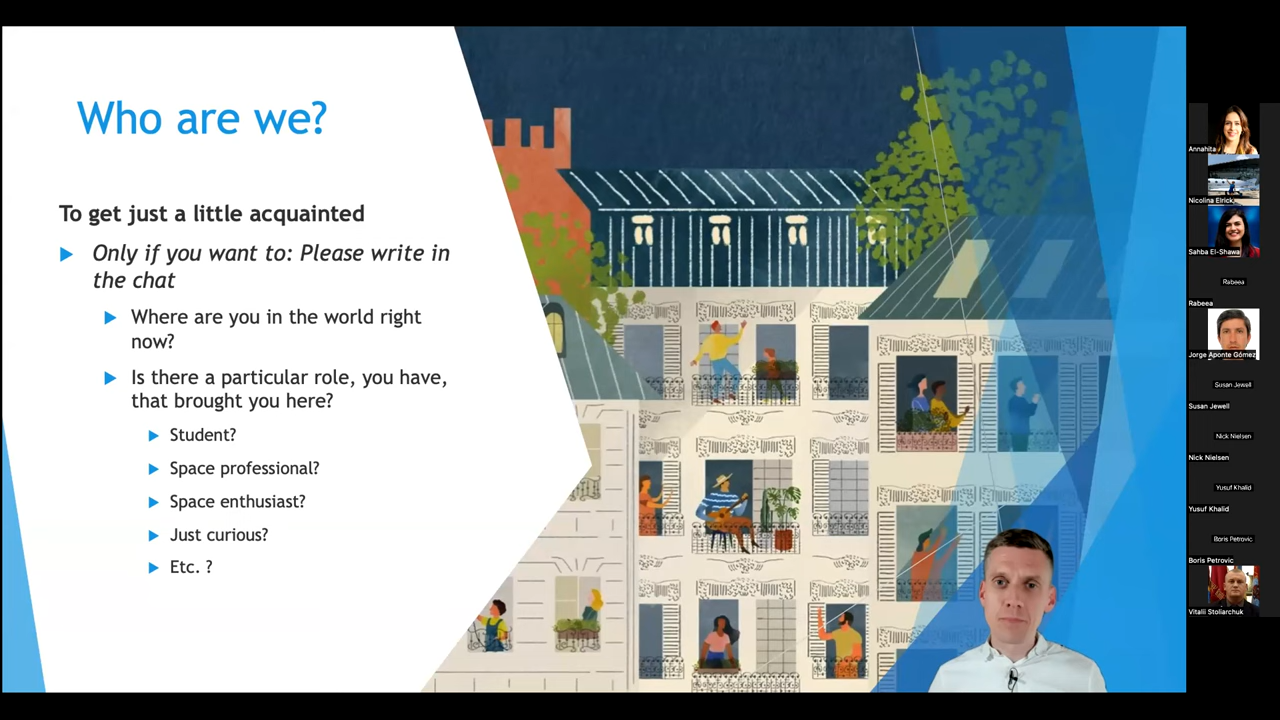 Who are we?
To get just a little acquainted
Only if you want to: Please write in
the chat
Where are you in the world right
now?
Is there a particular role, you have,
that brought you here?
Student?
Space professional?
Space enthusiast?
Just curious?
Etc. ?
Annahita
Nicolina Elrick
Sahba El-Shawa
Rabeea
Rabeea
Jorge Aponte Gómez
Susan Jewell
Susan Jewell
Nick Nielsen
Nick Nielsen
Yusuf Khalid
Yusuf Khalid
Boris Petrovic
Boris Petrovic
Vitalii Stoliarchuk